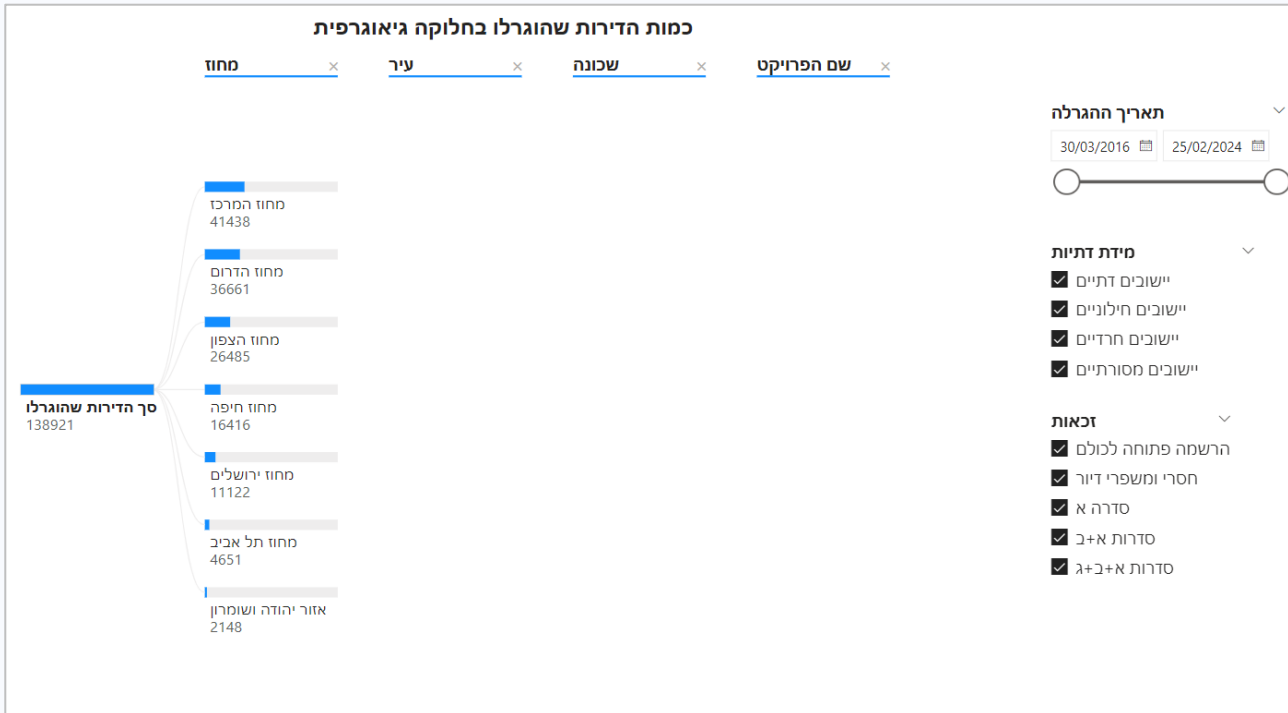 כמות הדירות שהוגרלו בחלוקה גיאוגרפית
מחוז
עיר
שכונה
שם הפרויקט
סך הדירות שהוגרלו
138921
מחוז המרכז
41438
מחוז הדרום
36661
מחוז הצפון
26485
מחוז חיפה
16416
מחוז ירושלים
11122
מחוז תל אביב
4651
אזור יהודה ושומרון
2148
תאריך ההגרלה
30/03/2016
25/02/2024
מידת דתיות
יישובים דתיים
יישובים חילוניים
יישובים חרדיים
יישובים מסורתיים
זכאות
הרשמה פתוחה לכולם
חסרי ומשפרי דיור
סדרה א
סדרות א+ב
סדרות א+ב+ג